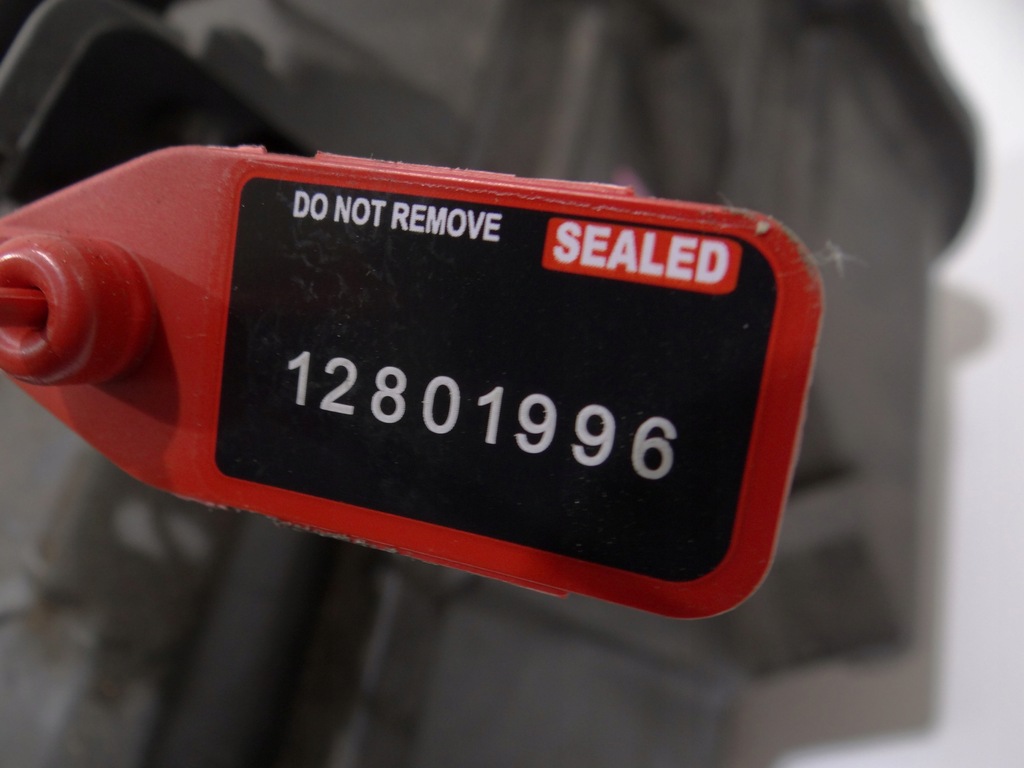 DO NOT REMOVE
SEALED
12801996